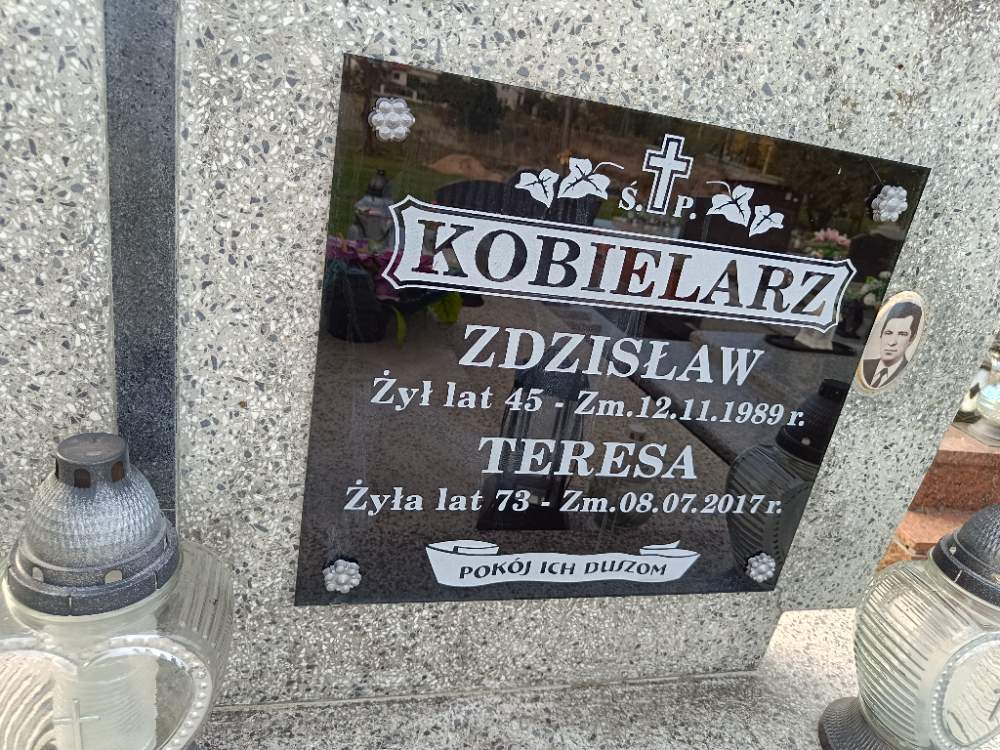 Ś. P.
KOBIELARZ
ZDZISŁAW
Żył lat 45 - Zm.12.11.1989 r.
TERESA
Żyła lat 73 - Zm.08.07.2017 r.
POKÓJ ICH DUSZOM